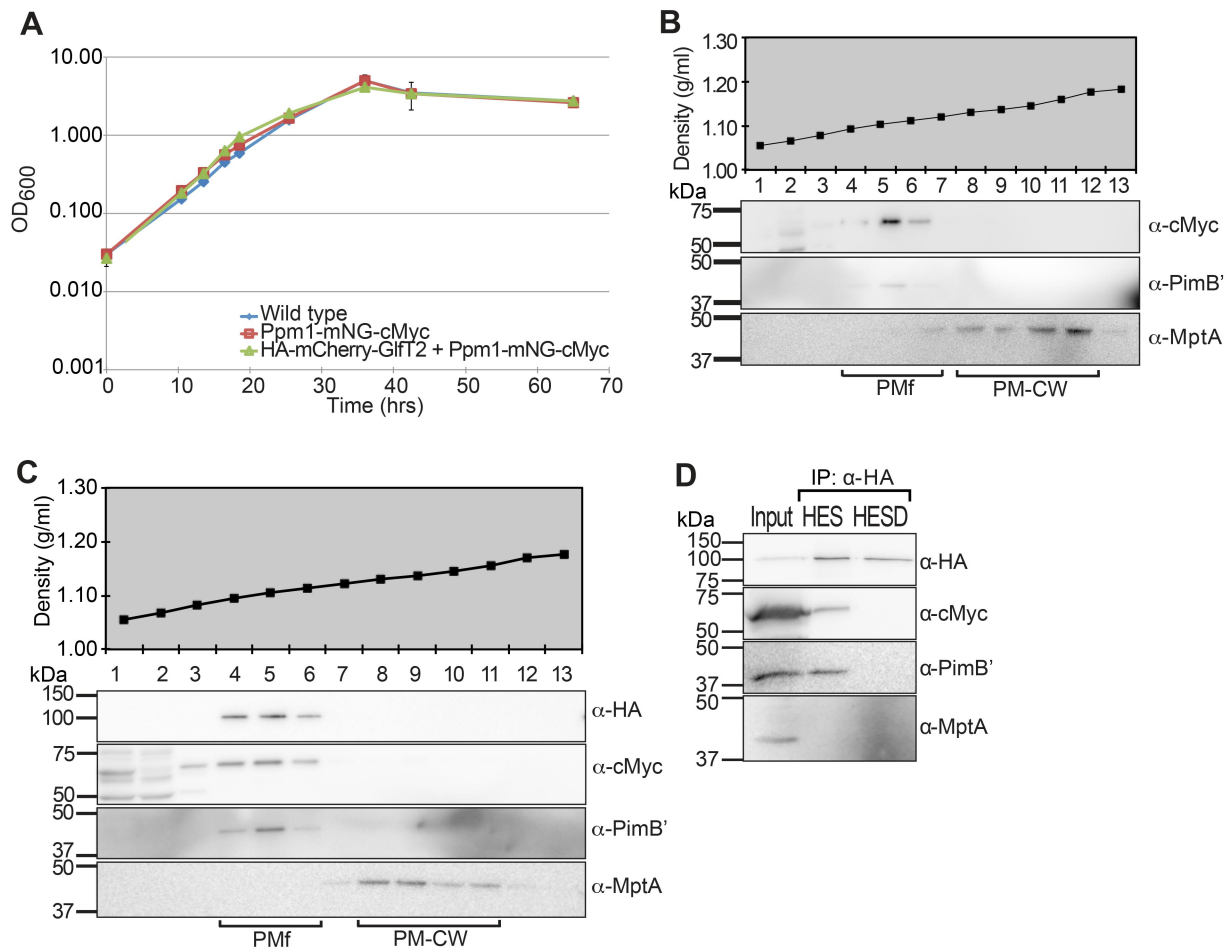 A
10.00
1.000
0.100
0.010
0.001
OD600
0 10 20 30 40 50 60 70
Time (hrs)
Wild type
Ppm1-mNG-cMyc
HA-mCherry-GlfT2 + Ppm1-mNG-cMyc
B
1.30
1.20
1.10
1.00
Density (g/ml)
kDa
1 2 3 4 5 6 7 8 9 10 11 12 13
75
50
α-cMyc
50
37
α-PimB'
50
37
α-MptA
PMf PM-CW
C
1.30
1.20
1.10
1.00
Density (g/ml)
kDa
1 2 3 4 5 6 7 8 9 10 11 12 13
150
100
α-HA
75
50
α-cMyc
50
37
α-PimB'
50
37
α-MptA
PMf PM-CW
D
IP: α-HA
kDa
Input HES HESD
150
100
75
α-HA
75
50
α-cMyc
50
37
α-PimB'
50
37
α-MptA